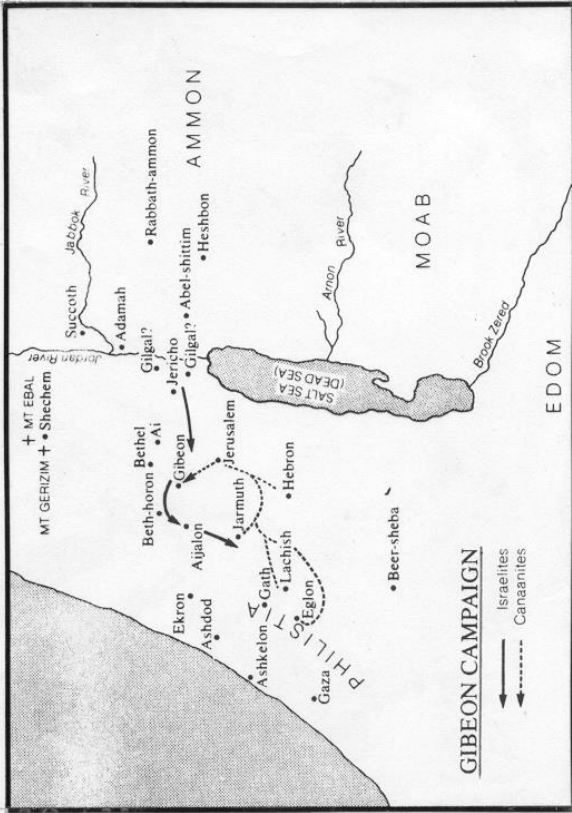 MT EBAL
MT GERIZIM
Shechem
Succoth
Jabbok River
Adamah
Jordan River
Rabbath-ammon
AMMON
Bethel
Ai
Gilgal?
Jericho
Gilgal?
Abel-shittim
Heshbon
Beth-horon
Gibeon
Aijalon
Jerusalem
Jarmuth
Ekron
Ashdod
Ashkelon
Gath
Lachish
Eglon
Gaza
PHILISTIA
Hebron
SALT SEA
(DEAD SEA)
Arnon River
MOAB
Beer-sheba
Brook Zered
EDOM
GIBEON CAMPAIGN
Israelites
Canaanites